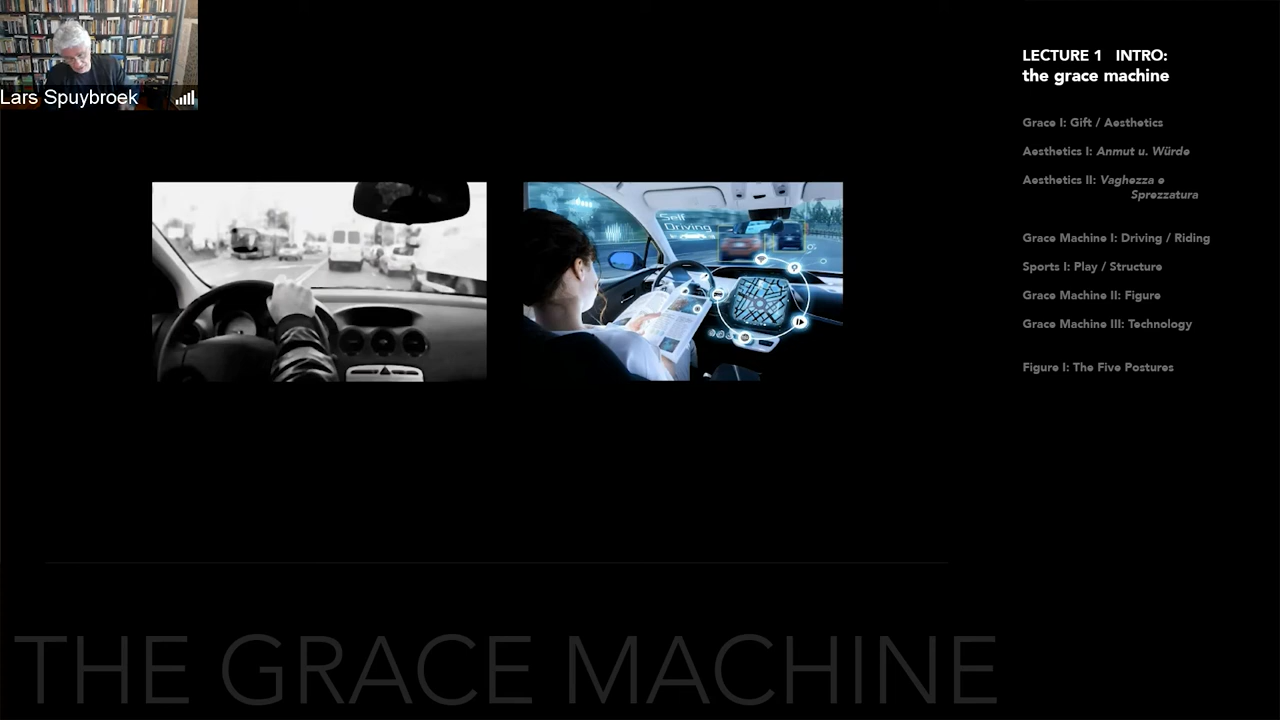 Lars Spuybroek
LECTURE 1 INTRO:
the grace machine
Grace I: Gift / Aesthetics
Aesthetics I: Anmut u. Würde
Aesthetics II: Vaghezza e
Sprezzatura
Grace Machine I: Driving / Riding
Sports I: Play / Structure
Grace Machine II: Figure
Grace Machine III: Technology
Figure I: The Five Postures
Self
Driving
THE GRACE MACHINE